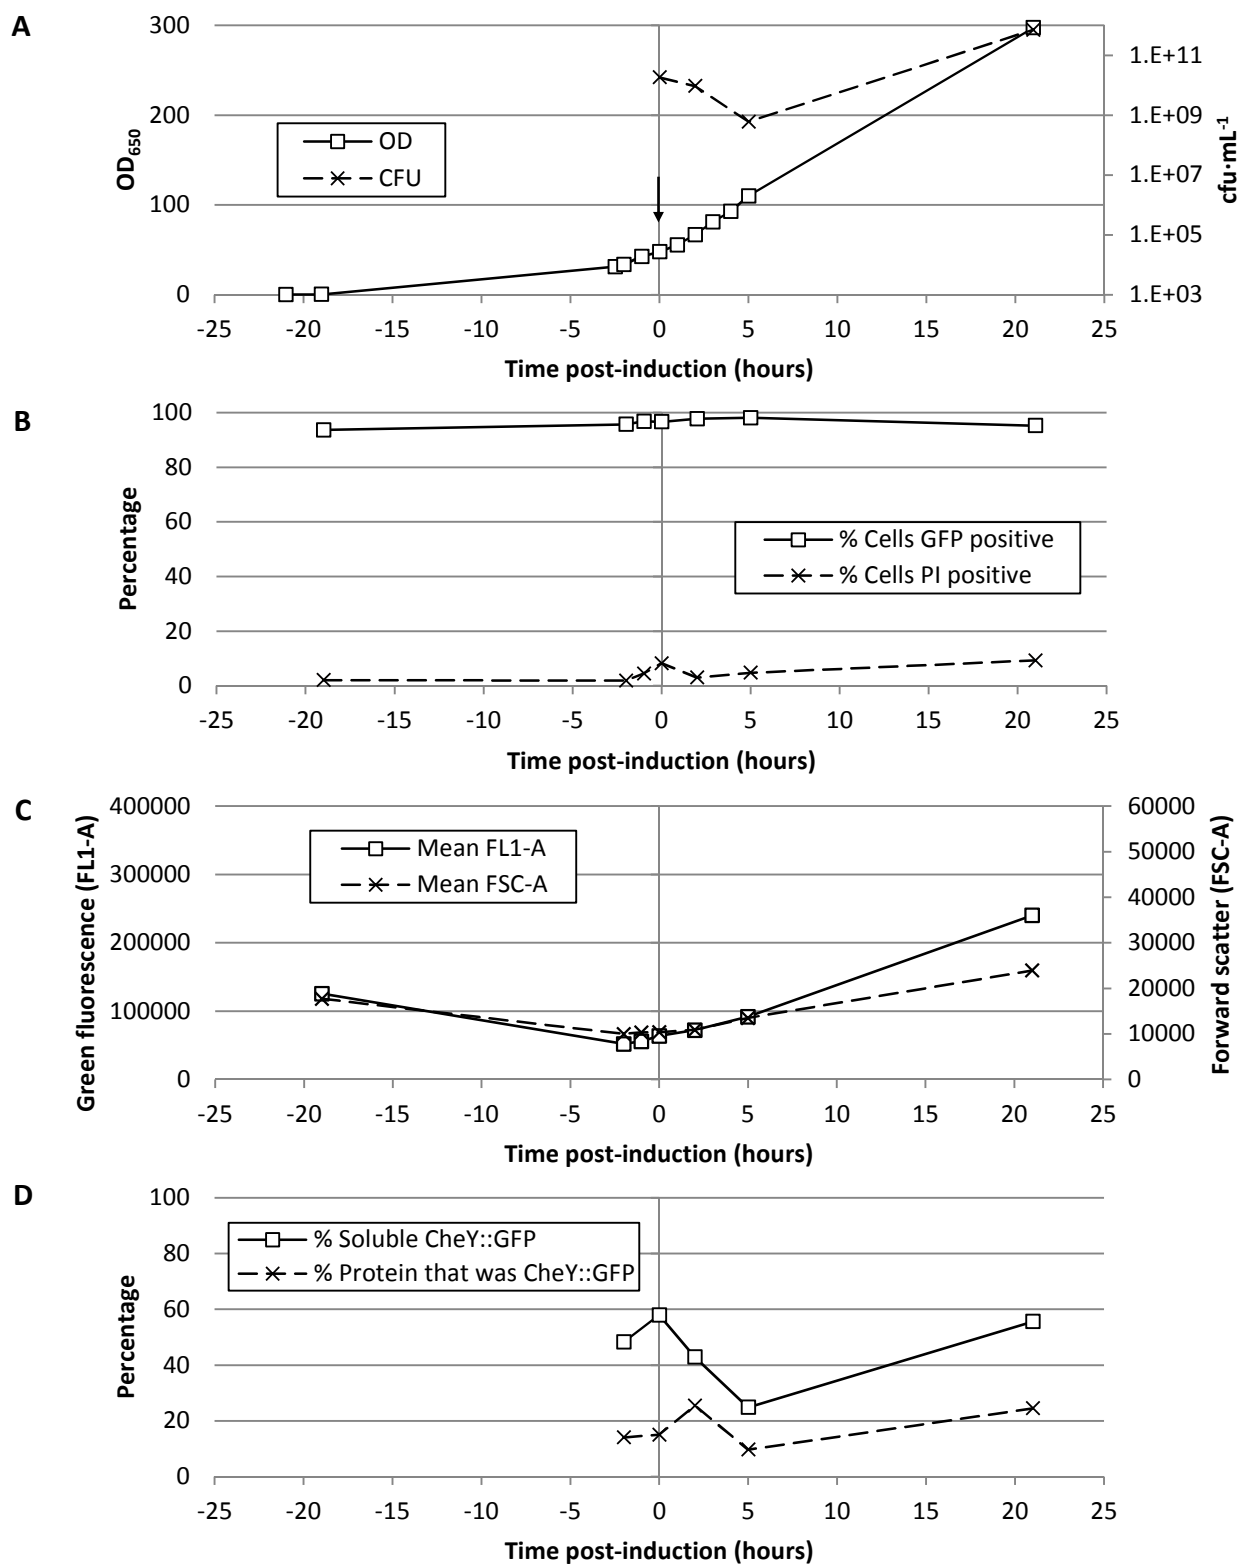 A
OD₆₅₀
300
200
100
0
OD
CFU
1.E+11
1.E+09
1.E+07
1.E+05
1.E+03
cfu·mL⁻¹
-25 -20 -15 -10 -5 0 5 10 15 20 25
Time post-induction (hours)
B
Percentage
100
80
60
40
20
0
% Cells GFP positive
% Cells PI positive
-25 -20 -15 -10 -5 0 5 10 15 20 25
Time post-induction (hours)
C
Green fluorescence (FL1-A)
400000
300000
200000
100000
0
Mean FL1-A
Mean FSC-A
60000
50000
40000
30000
20000
10000
0
Forward scatter (FSC-A)
-25 -20 -15 -10 -5 0 5 10 15 20 25
Time post-induction (hours)
D
Percentage
100
80
60
40
20
0
% Soluble CheY::GFP
% Protein that was CheY::GFP
-25 -20 -15 -10 -5 0 5 10 15 20 25
Time post-induction (hours)